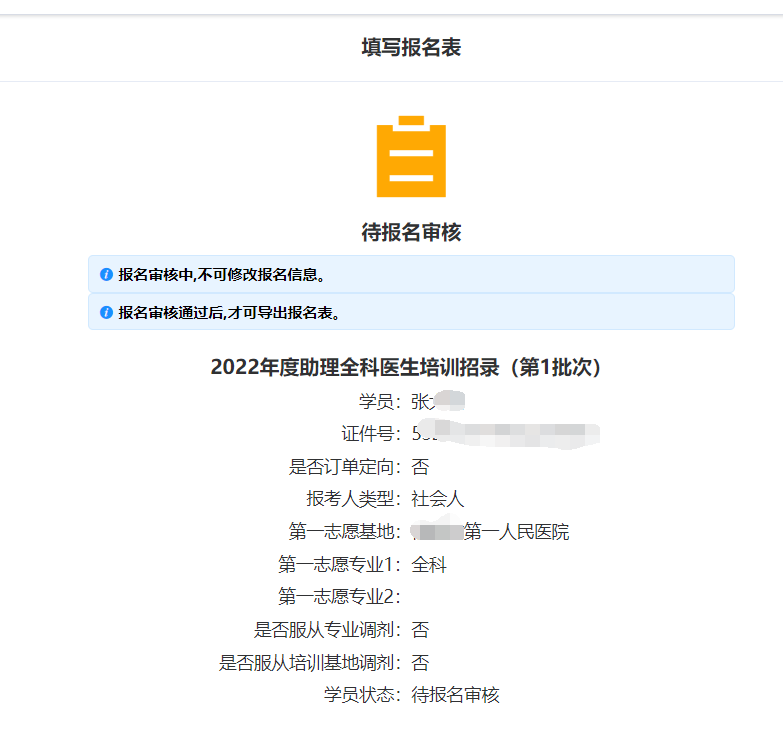 填写报名表
待报名审核
报名审核中,不可修改报名信息。
报名审核通过后,才可导出报名表。
2022年度助理全科医生培训招录（第1批次）
学员：张
证件号：5
是否订单定向：否
报考人类型：社会人
第一志愿基地：第一人民医院
第一志愿专业1：全科
第一志愿专业2：
是否服从专业调剂：否
是否服从培训基地调剂：否
学员状态：待报名审核